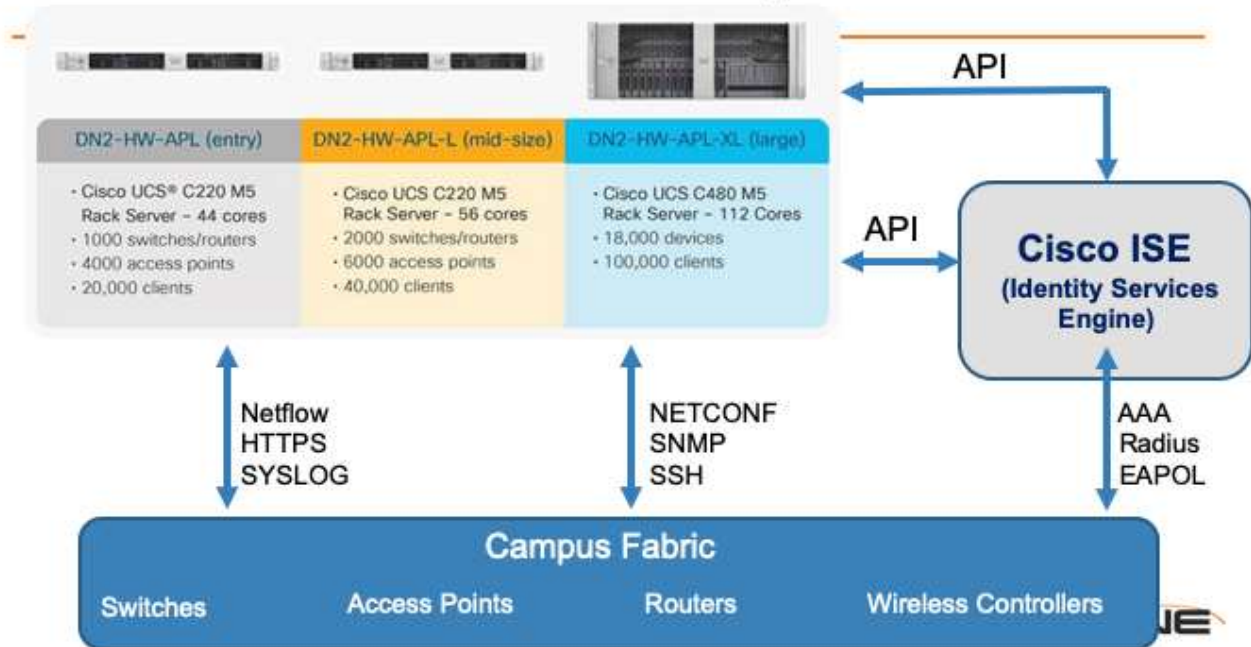 API
DN2-HW-APL (entry)
DN2-HW-APL-L (mid-size)
DN2-HW-APL-XL (large)
· Cisco UCS® C220 M5
Rack Server - 44 cores
· 1000 switches/routers
· 4000 access points
· 20,000 clients
· Cisco UCS C220 M5
Rack Server - 56 cores
· 2000 switches/routers
· 6000 access points
· 40,000 clients
· Cisco UCS C480 M5
Rack Server - 112 Cores
· 18,000 devices
· 100,000 clients
API
Cisco ISE
(Identity Services
Engine)
Netflow
HTTPS
SYSLOG
NETCONF
SNMP
SSH
AAA
Radius
EAPOL
Campus Fabric
Switches
Access Points
Routers
Wireless Controllers